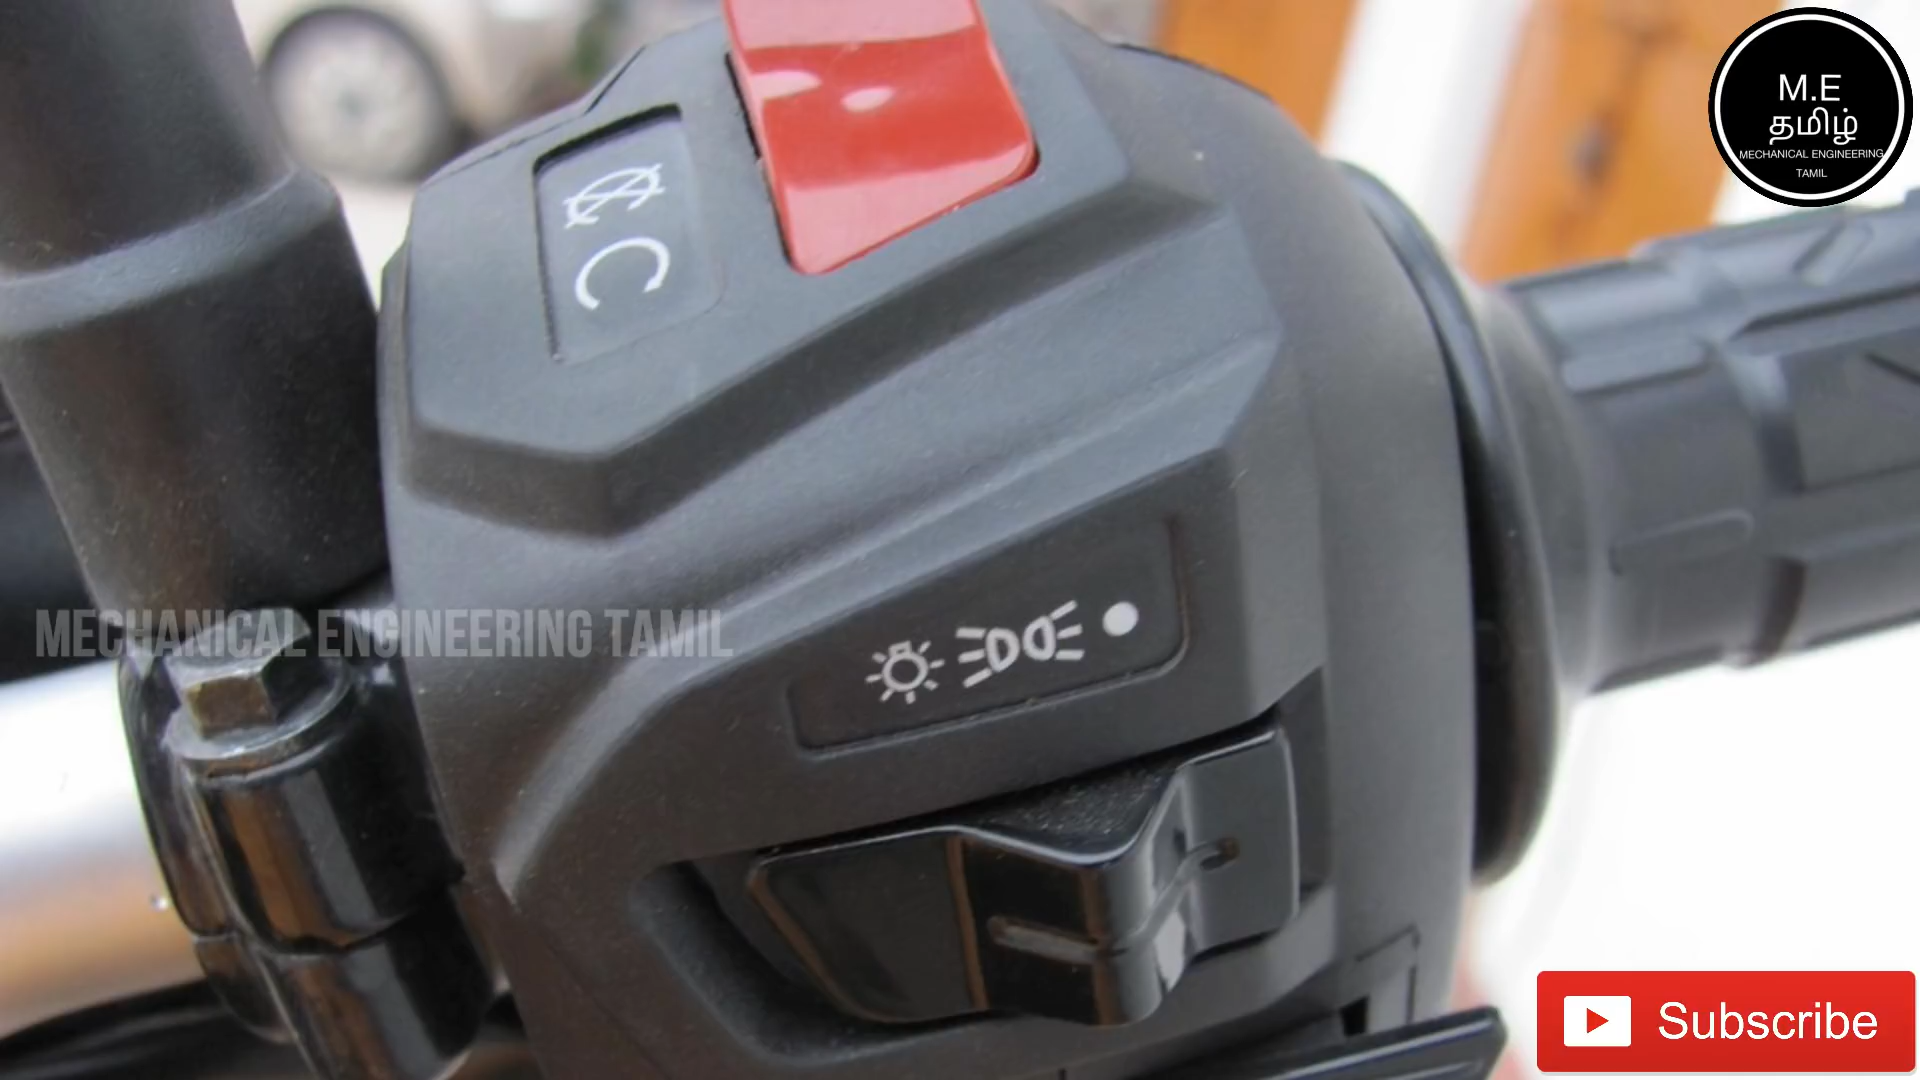 M.E
தமிழ்
MECHANICAL ENGINEERING
TAMIL
MECHANICAL ENGINEERING TAMIL
Subscribe